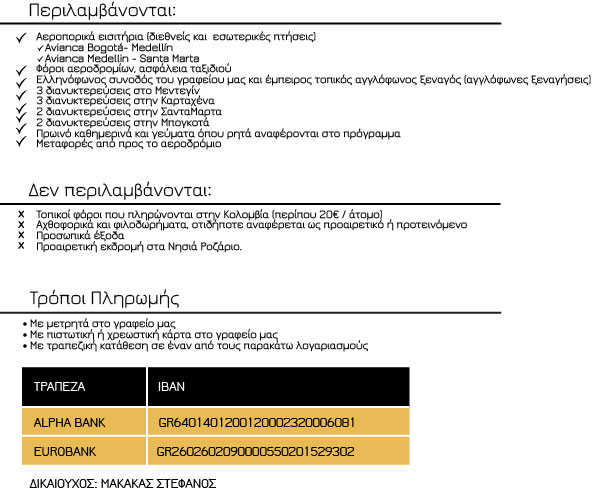 Περιλαμβάνονται:
✓ Αεροπορικά εισιτήρια (διεθνείς και εσωτερικές πτήσεις)
✓Avianca Bogotá- Medellín
✓Avianca Medellin - Santa Marta
✓ Φόροι αεροδρομίων, ασφάλεια ταξιδιού
✓ Ελληνόφωνος συνοδός του γραφείου μας και έμπειρος τοπικός αγγλόφωνος ξεναγός (αγγλόφωνες ξεναγήσεις)
✓ 3 διανυκτερεύσεις στο Μεντεγίν
✓ 3 διανυκτερεύσεις στην Καρταχένα
✓ 2 διανυκτερεύσεις στην ΣανταΜαρτα
✓ 2 διανυκτερεύσεις στην Μπογκοτά
✓ Πρωινό καθημερινά και γεύματα όπου ρητά αναφέρονται στο πρόγραμμα
✓ Μεταφορές από προς το αεροδρόμιο
Δεν περιλαμβάνονται:
x Τοπικοί φόροι που πληρώνονται στην Κολομβία (περίπου 20€ / άτομο)
x Αχθοφορικά και φιλοδωρήματα, οτιδήποτε αναφέρεται ως προαιρετικό ή προτεινόμενο
x Προσωπικά έξοδα
x Προαιρετική εκδρομή στα Νησιά Ροζάριο.
Τρόποι Πληρωμής
• Με μετρητά στο γραφείο μας
• Με πιστωτική ή χρεωστική κάρτα στο γραφείο μας
• Με τραπεζική κατάθεση σε έναν από τους παρακάτω λογαριασμούς
ΤΡΑΠΕΖΑ IBAN
ALPHA BANK GR6401401200120002320006081
EUROBANK GR2602602090000550201529302
ΔΙΚΑΙΟΥΧΟΣ: ΜΑΚΑΚΑΣ ΣΤΕΦΑΝΟΣ